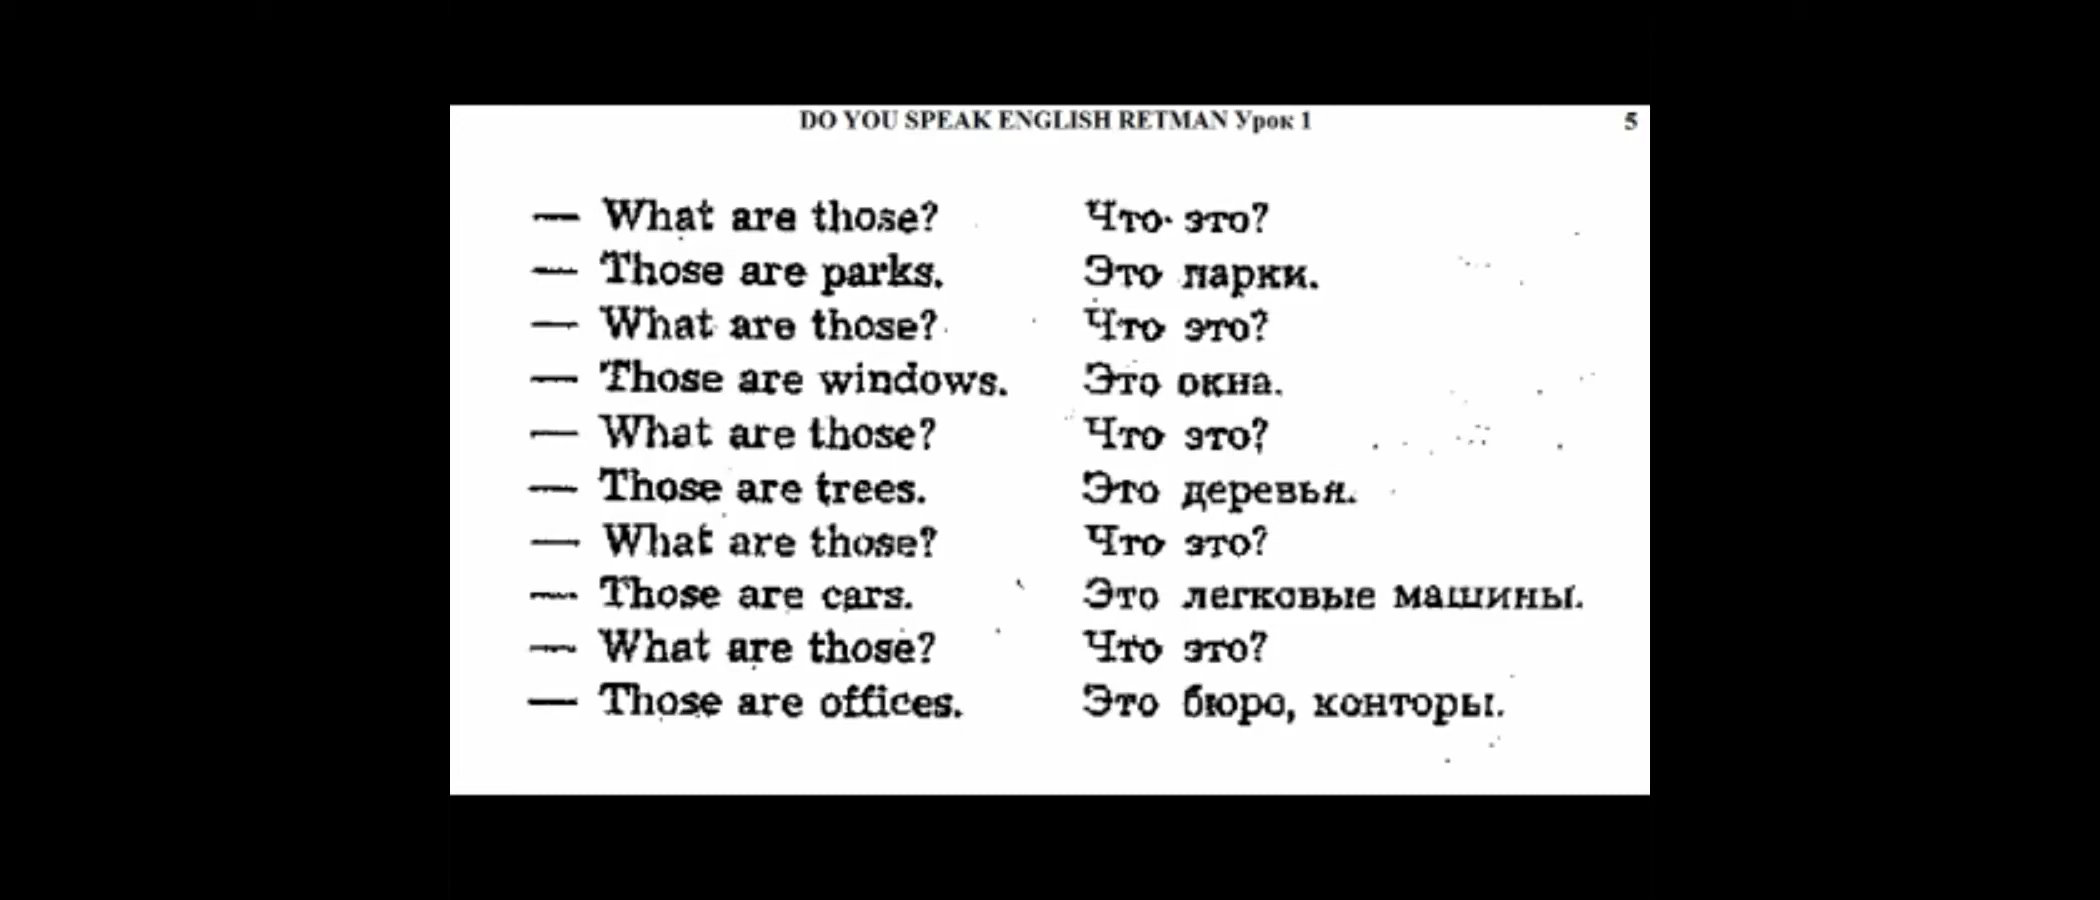 DO YOU SPEAK ENGLISH RETMAN Урок 1 5
— What are those? Что это?
— Those are parks. Это парки.
— What are those? Что это?
— Those are windows. Это окна.
— What are those? Что это?
— Those are trees. Это деревья.
— What are those? Что это?
— Those are cars. Это легковые машины.
— What are those? Что это?
— Those are offices. Это бюро, конторы.